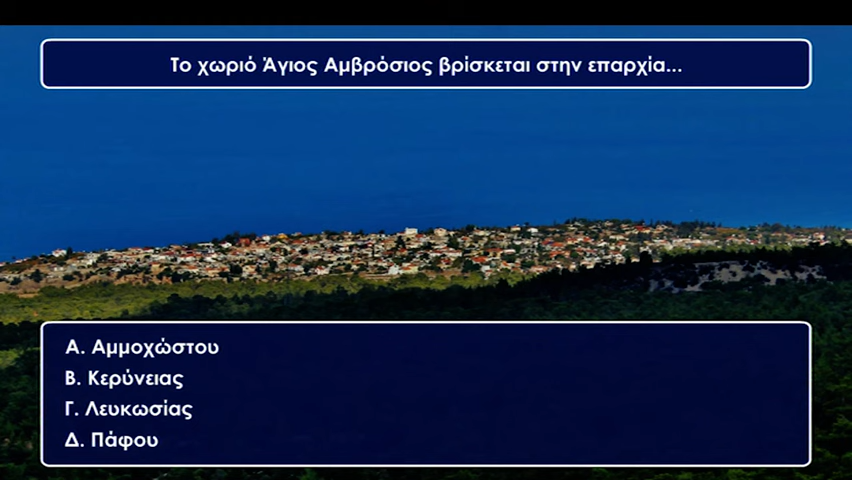 Το χωριό Άγιος Αμβρόσιος βρίσκεται στην επαρχία...
Α. Αμμοχώστου
Β. Κερύνειας
Γ. Λευκωσίας
Δ. Πάφου